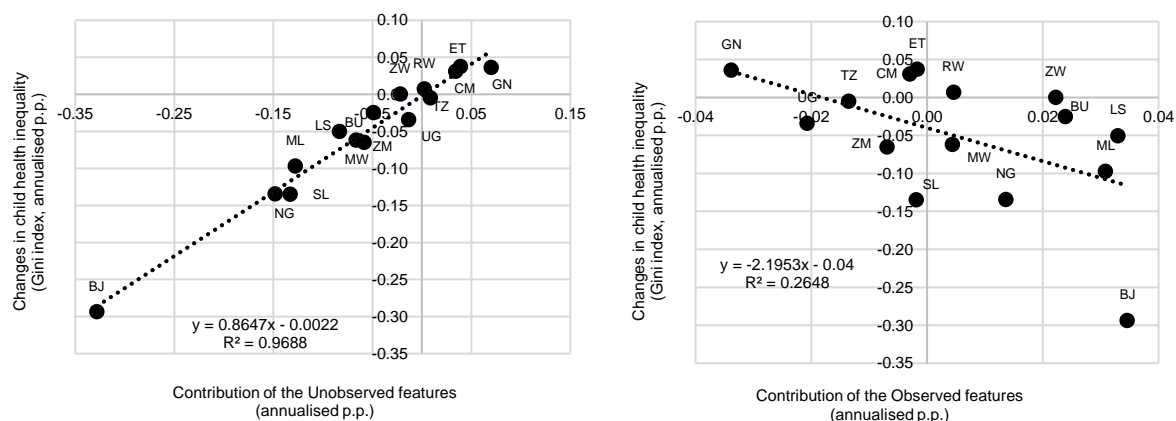 Changes in child health inequality
(Gini index, annualised p.p.)
0.10
0.05
0.00
-0.05
-0.10
-0.15
-0.20
-0.25
-0.30
-0.35
-0.35
-0.25
-0.15
-0.05
0.05
0.15
ET
RW
ZW
GN
CM
TZ
LS
BU
UG
ML
MW
ZM
NG
SL
BJ
y = 0.8647x - 0.0022
R² = 0.9688
Contribution of the Unobserved features
(annualised p.p.)
Changes in child health inequality
(Gini index, annualised p.p.)
0.10
0.05
0.00
-0.05
-0.10
-0.15
-0.20
-0.25
-0.30
-0.35
-0.04
-0.02
0.00
0.02
0.04
GN
ET
TZ
CM
RW
ZW
UG
BU
LS
ZM
MW
ML
SL
NG
BJ
y = -2.1953x - 0.04
R² = 0.2648
Contribution of the Observed features
(annualised p.p.)